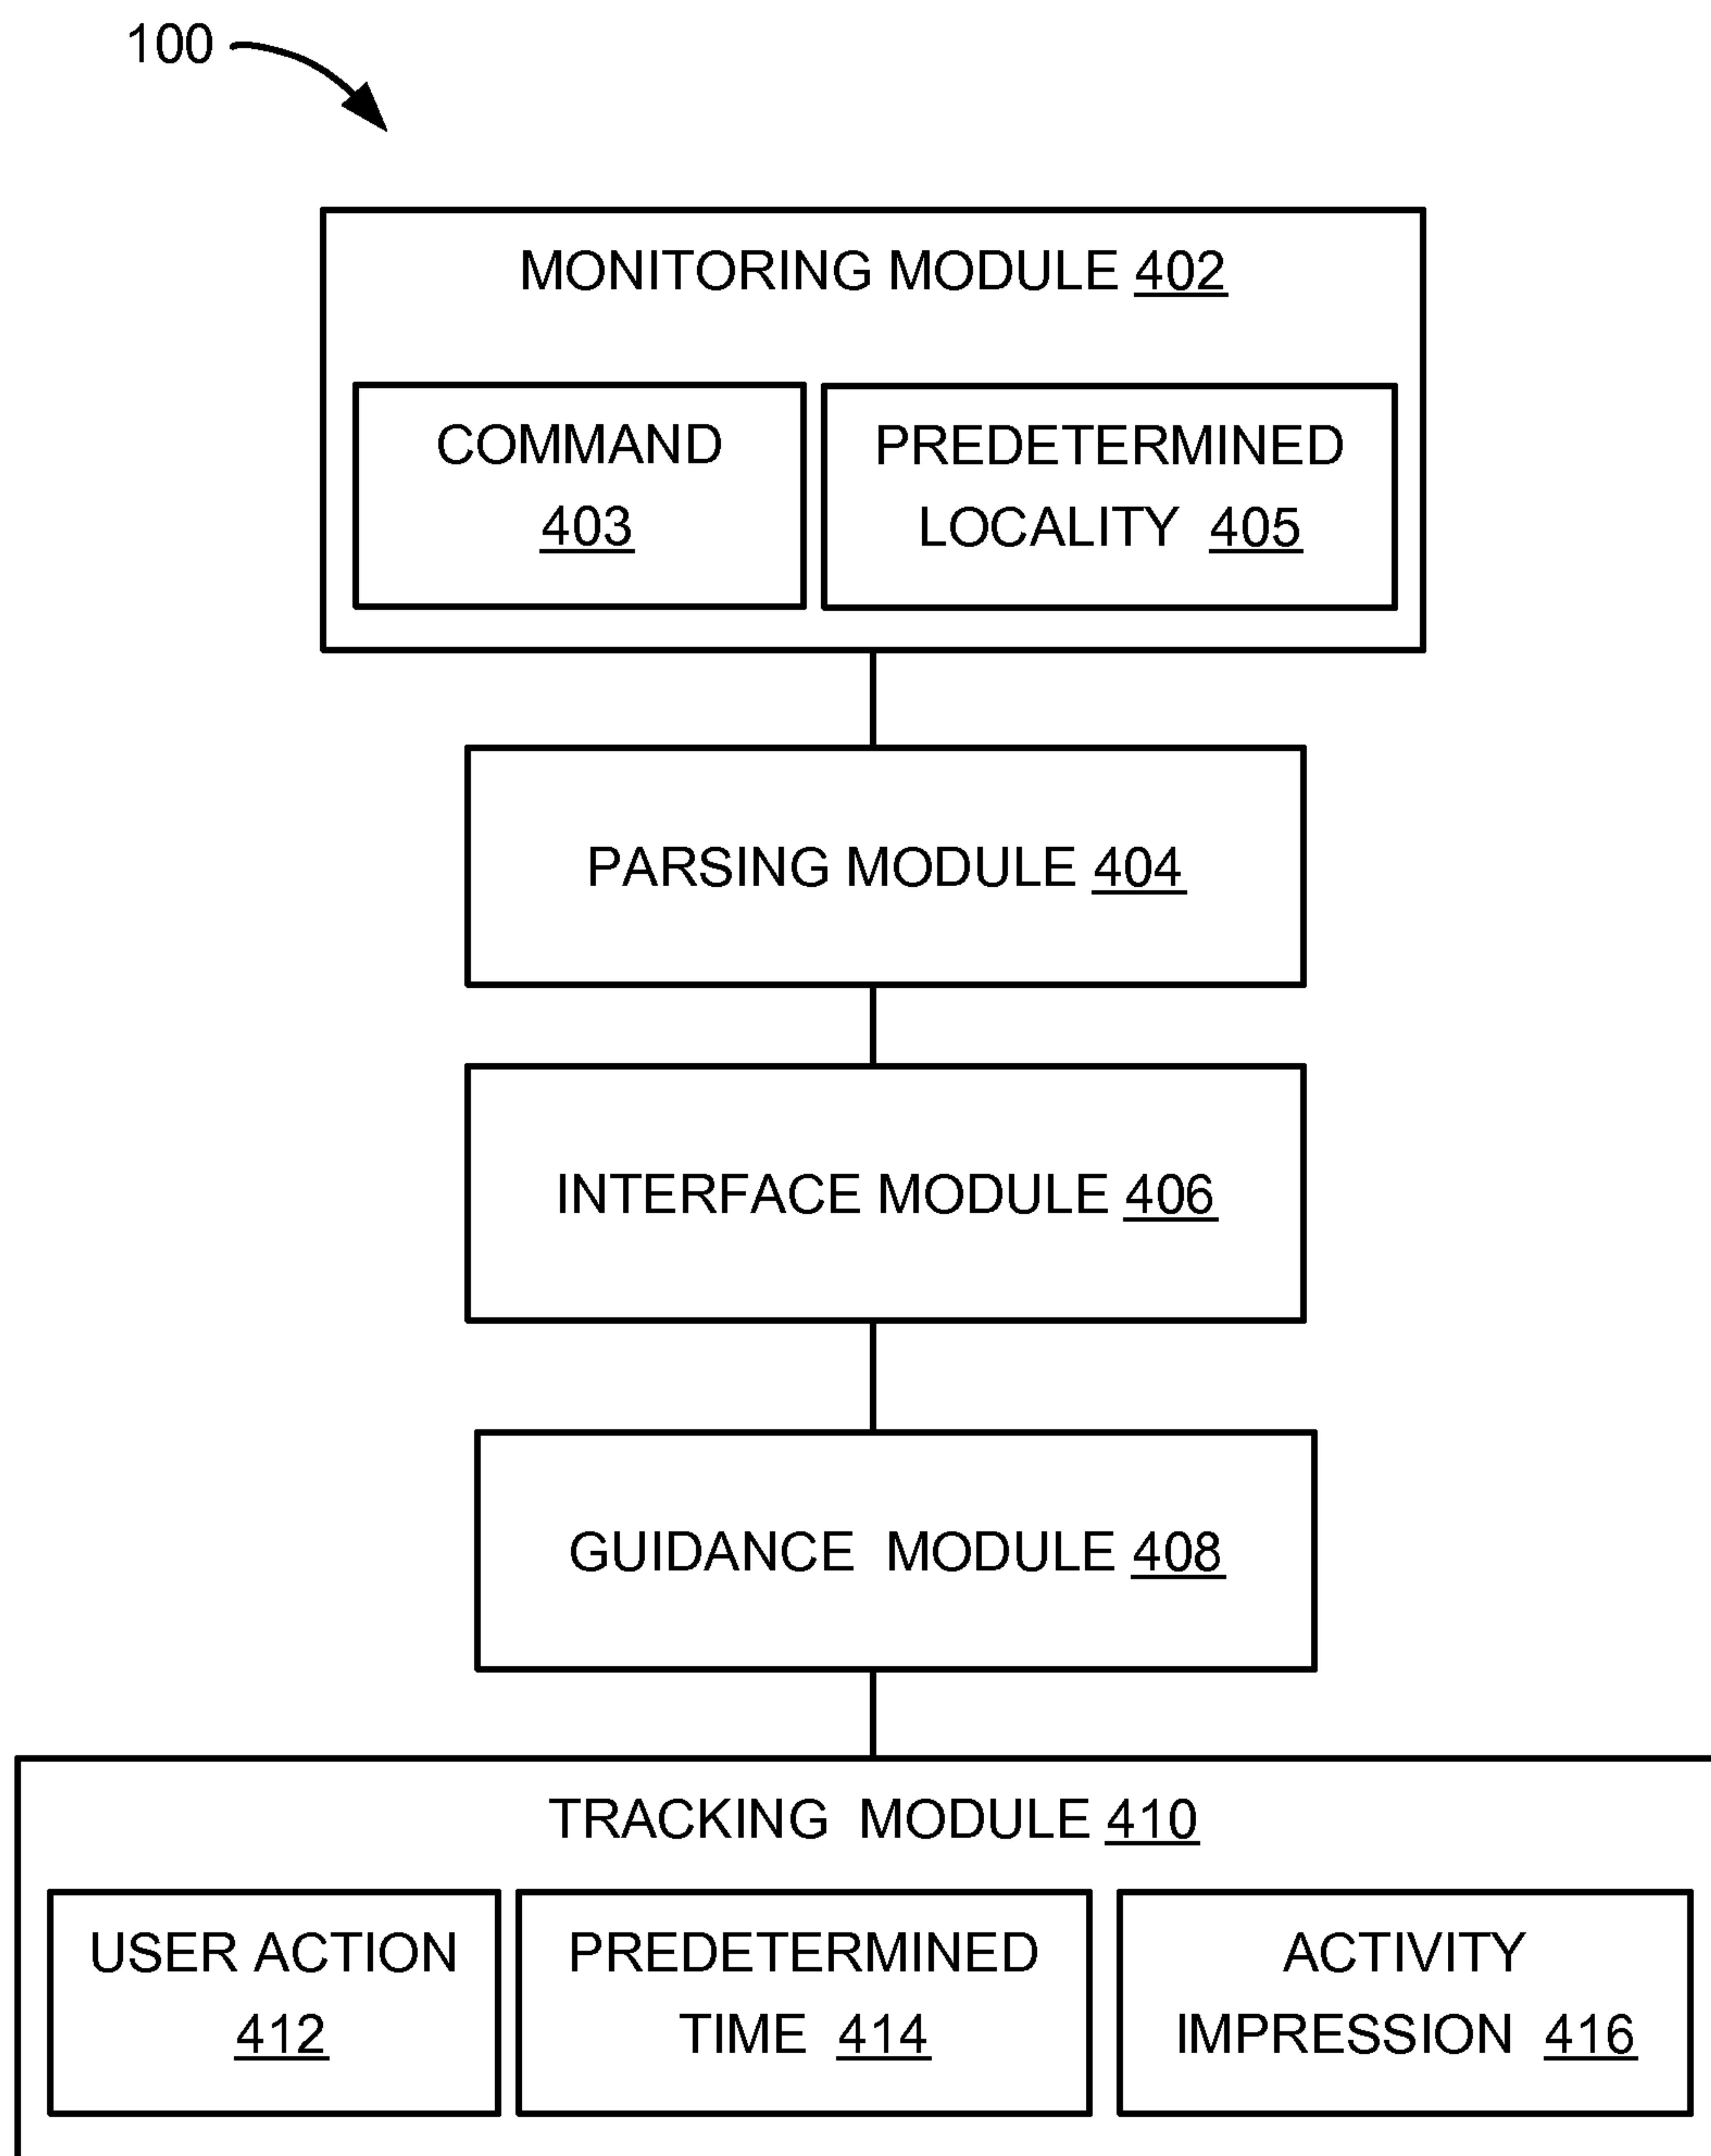 100
MONITORING MODULE 402
COMMAND
403
PREDETERMINED
LOCALITY 405
PARSING MODULE 404
INTERFACE MODULE 406
GUIDANCE MODULE 408
TRACKING MODULE 410
USER ACTION
412
PREDETERMINED
TIME 414
ACTIVITY
IMPRESSION 416